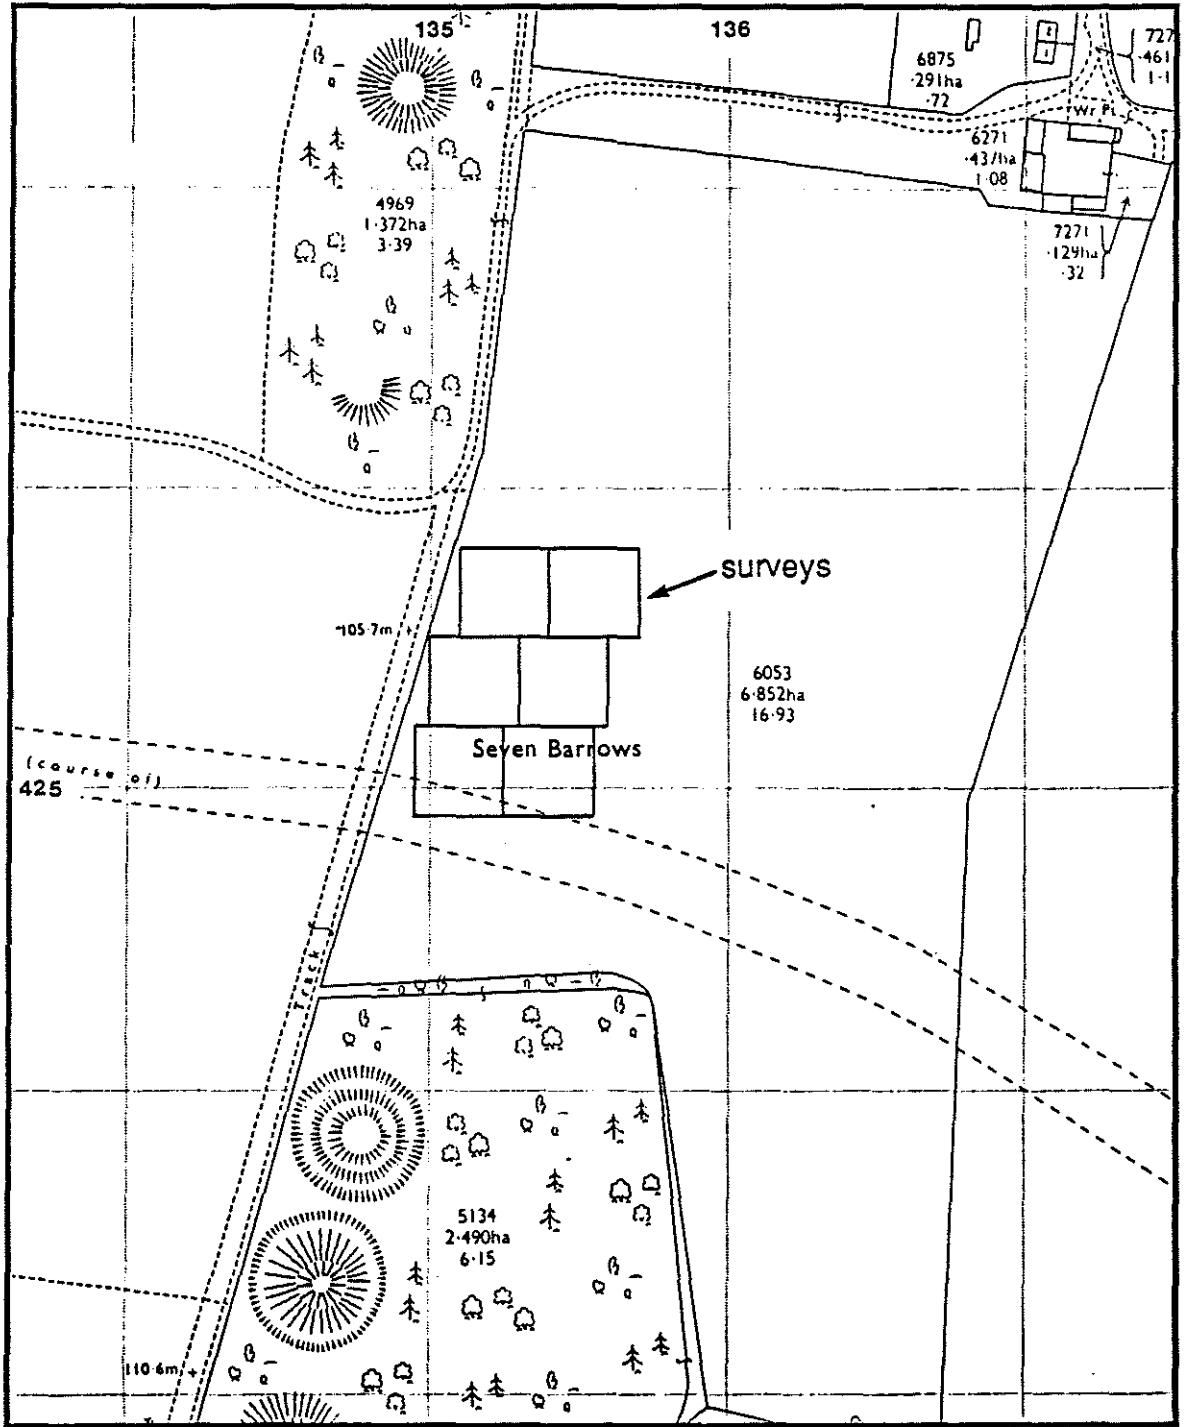 135
136
6875
·291ha
·72
727
·461
1·1
Wr Pt
6271
·437ha
1·08
4969
1·372ha
3·39
7271
·129ha
·32
surveys
105·7m +
6053
6·852ha
16·93
Seven Barrows
(course of)
425
Track
5134
2·490ha
6·15
110·6m +